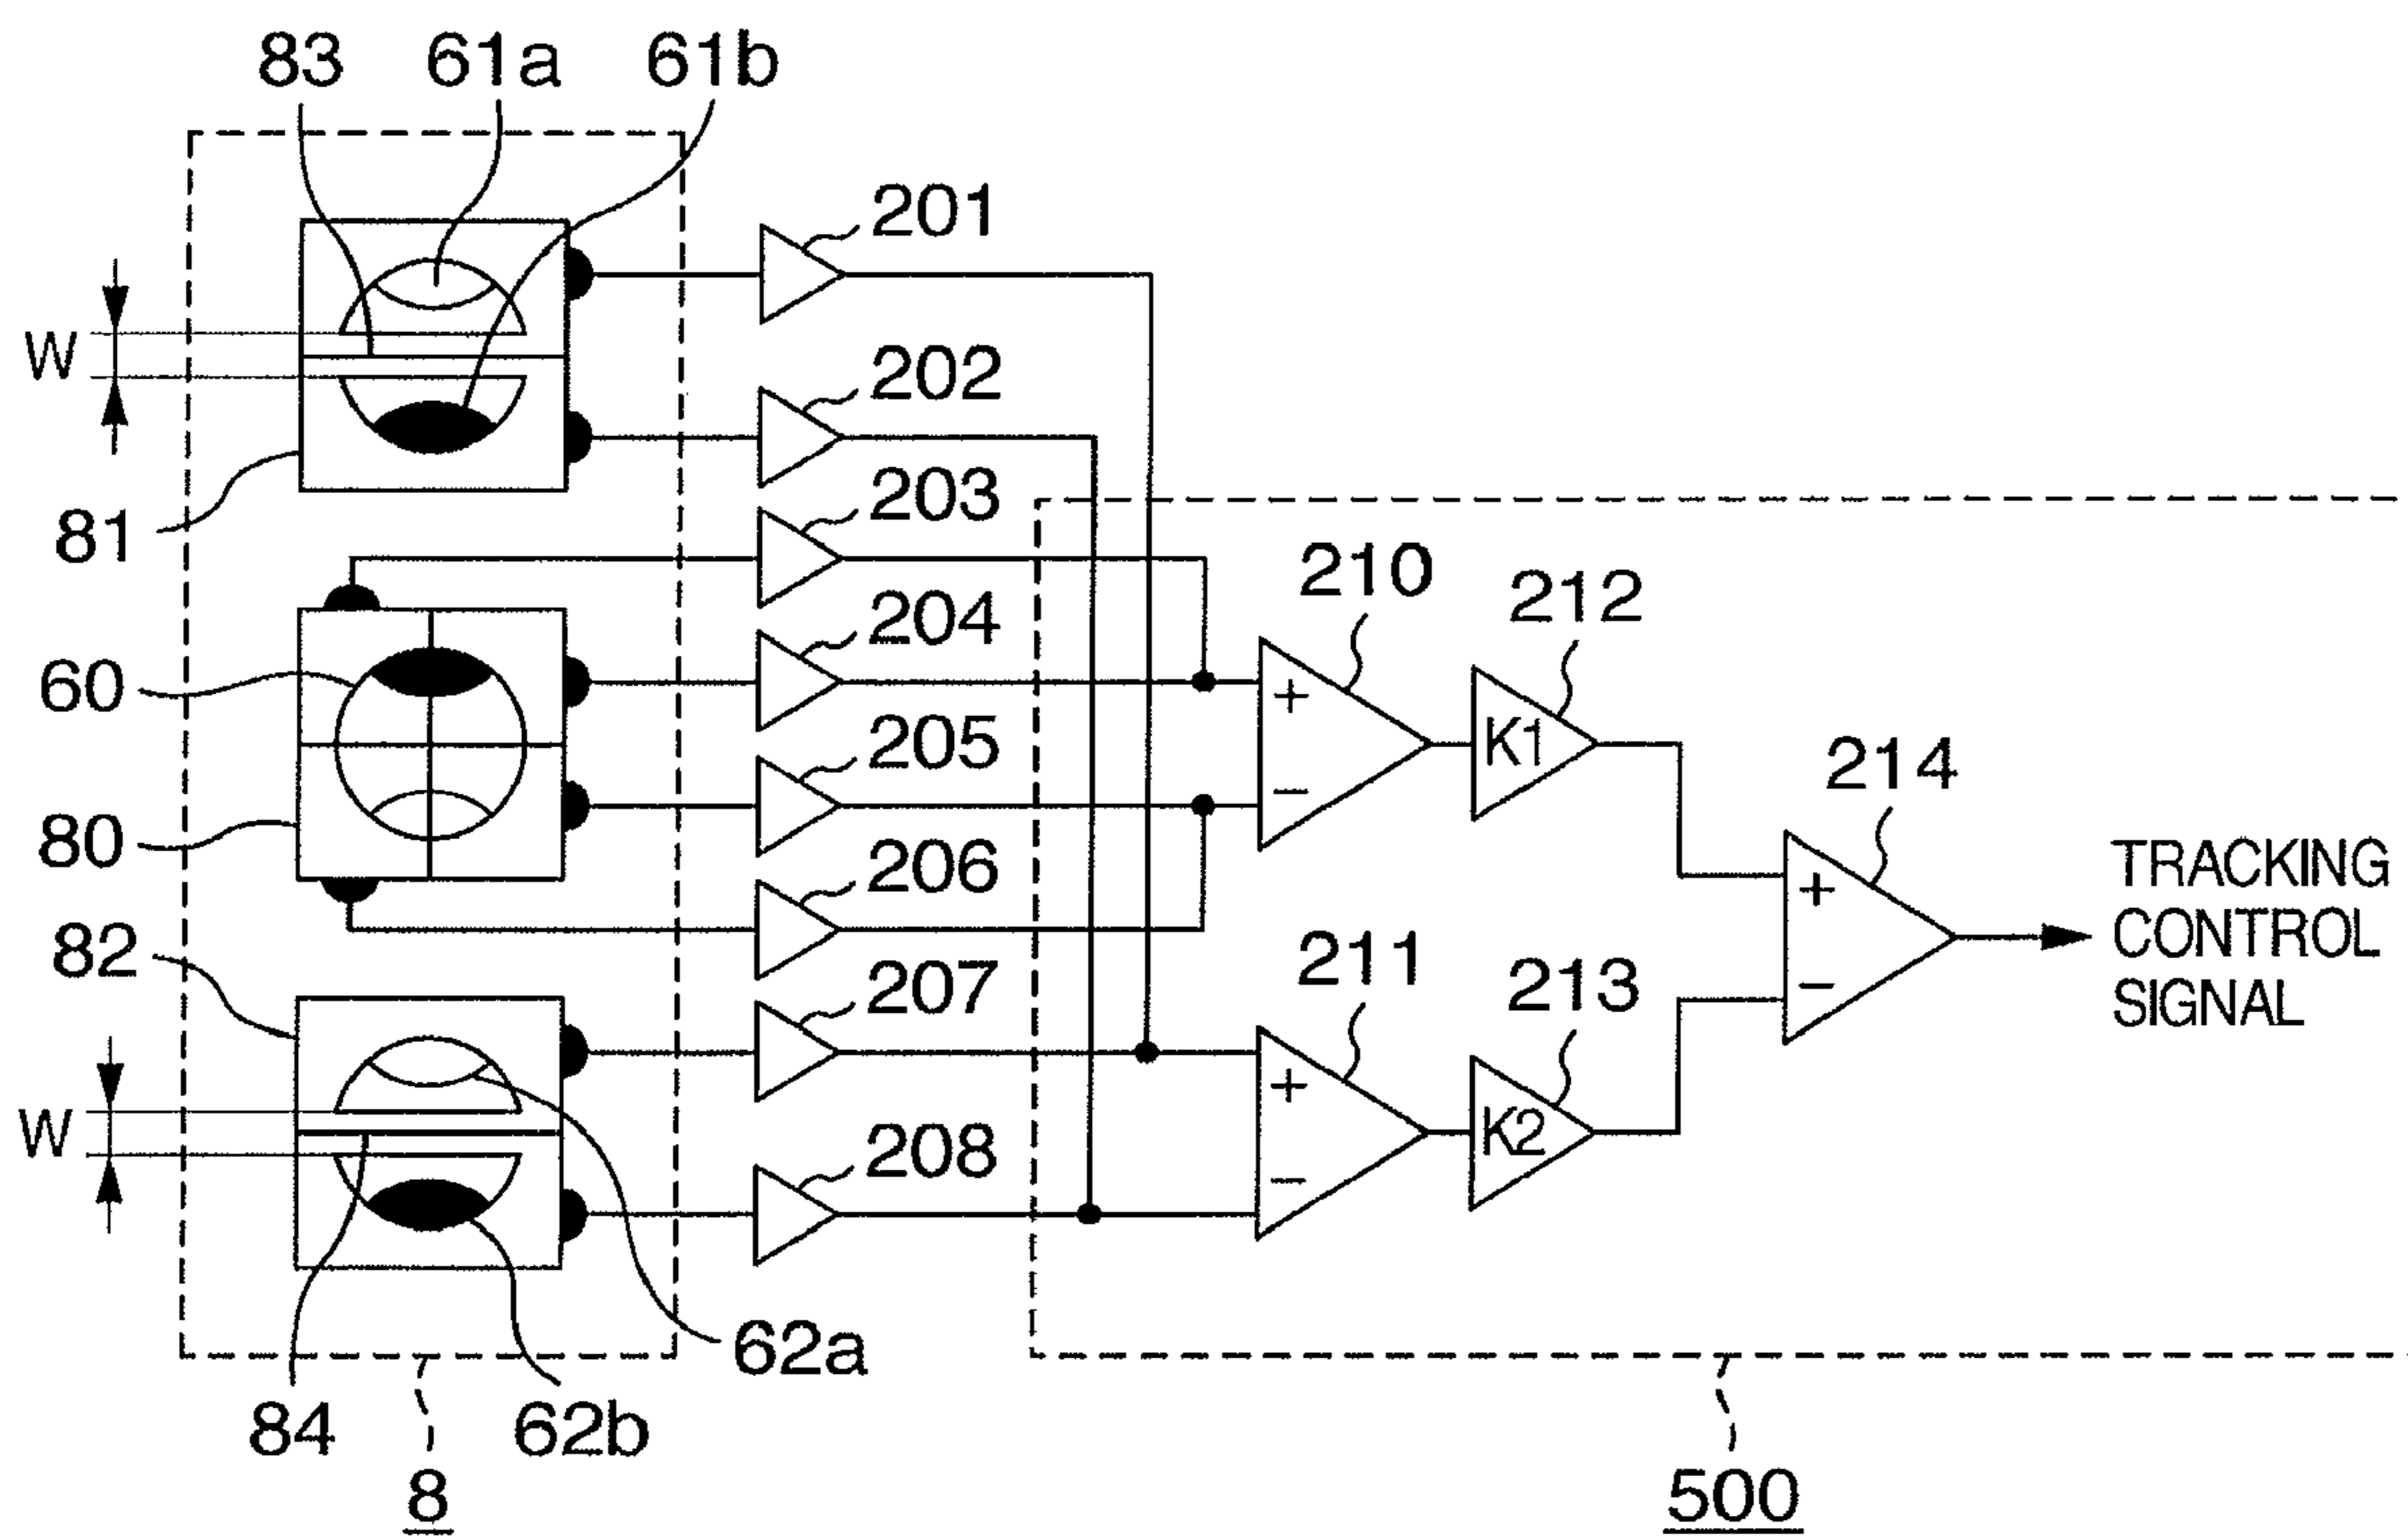 83 61a 61b
201
W
202
203
81
210
212
204
60
+
205
K1
214
−
80
206
+
TRACKING
82
211
CONTROL
207
213
−
SIGNAL
+
W
K2
208
−
62a
84 62b
8
500